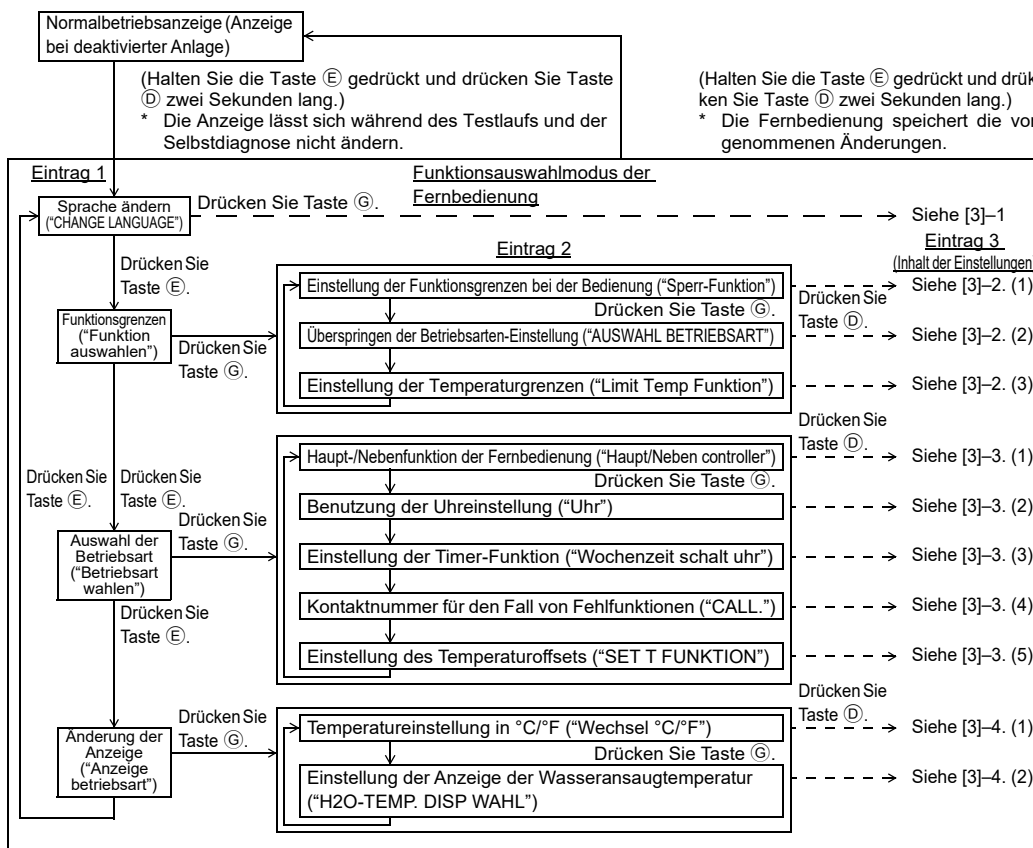 Normalbetriebsanzeige (Anzeige
bei deaktivierter Anlage)
(Halten Sie die Taste Ⓔ gedrückt und drücken Sie Taste
Ⓓ zwei Sekunden lang.)
* Die Anzeige lässt sich während des Testlaufs und der
Selbstdiagnose nicht ändern.
(Halten Sie die Taste Ⓔ gedrückt und drük
ken Sie Taste Ⓓ zwei Sekunden lang.)
* Die Fernbedienung speichert die vor
genommenen Änderungen.
Eintrag 1
Funktionsauswahlmodus der
Fernbedienung
Sprache ändern
("CHANGE LANGUAGE")
Drücken Sie Taste Ⓖ.
Siehe [3]–1
Eintrag 2
Eintrag 3
(Inhalt der Einstellungen
Drücken Sie
Taste Ⓔ.
Funktionsgrenzen
("Funktion
auswahlen")
Drücken Sie
Taste Ⓖ.
Einstellung der Funktionsgrenzen bei der Bedienung ("Sperr-Funktion")
Drücken Sie Taste Ⓖ.
Drücken Sie
Taste Ⓓ.
Siehe [3]–2. (1)
Überspringen der Betriebsarten-Einstellung ("AUSWAHL BETRIEBSART")
Siehe [3]–2. (2)
Einstellung der Temperaturgrenzen ("Limit Temp Funktion")
Siehe [3]–2. (3)
Drücken Sie
Taste Ⓔ.
Drücken Sie
Taste Ⓔ.
Auswahl der
Betriebsart
("Betriebsart
wahlen")
Drücken Sie
Taste Ⓖ.
Drücken Sie
Taste Ⓓ.
Haupt-/Nebenfunktion der Fernbedienung ("Haupt/Neben controller")
Drücken Sie Taste Ⓖ.
Siehe [3]–3. (1)
Benutzung der Uhreinstellung ("Uhr")
Siehe [3]–3. (2)
Einstellung der Timer-Funktion ("Wochenzeit schalt uhr")
Siehe [3]–3. (3)
Kontaktnummer für den Fall von Fehlfunktionen ("CALL.")
Siehe [3]–3. (4)
Einstellung des Temperaturoffsets ("SET T FUNKTION")
Siehe [3]–3. (5)
Drücken Sie
Taste Ⓔ.
Änderung der
Anzeige
("Anzeige
betriebsart")
Drücken Sie
Taste Ⓖ.
Drücken Sie
Taste Ⓓ.
Temperatureinstellung in °C/°F ("Wechsel °C/°F")
Drücken Sie Taste Ⓖ.
Siehe [3]–4. (1)
Einstellung der Anzeige der Wasseransaugtemperatur
("H2O-TEMP. DISP WAHL")
Siehe [3]–4. (2)